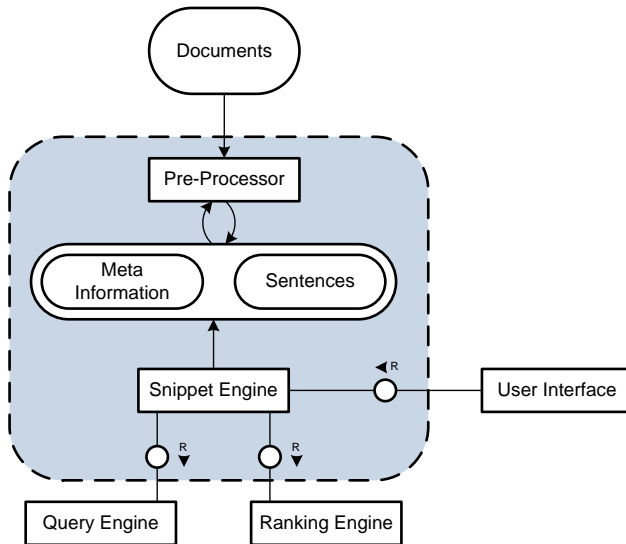 Documents
Pre-Processor
Meta
Information
Sentences
R
Snippet Engine
User Interface
R
R
Query Engine
Ranking Engine